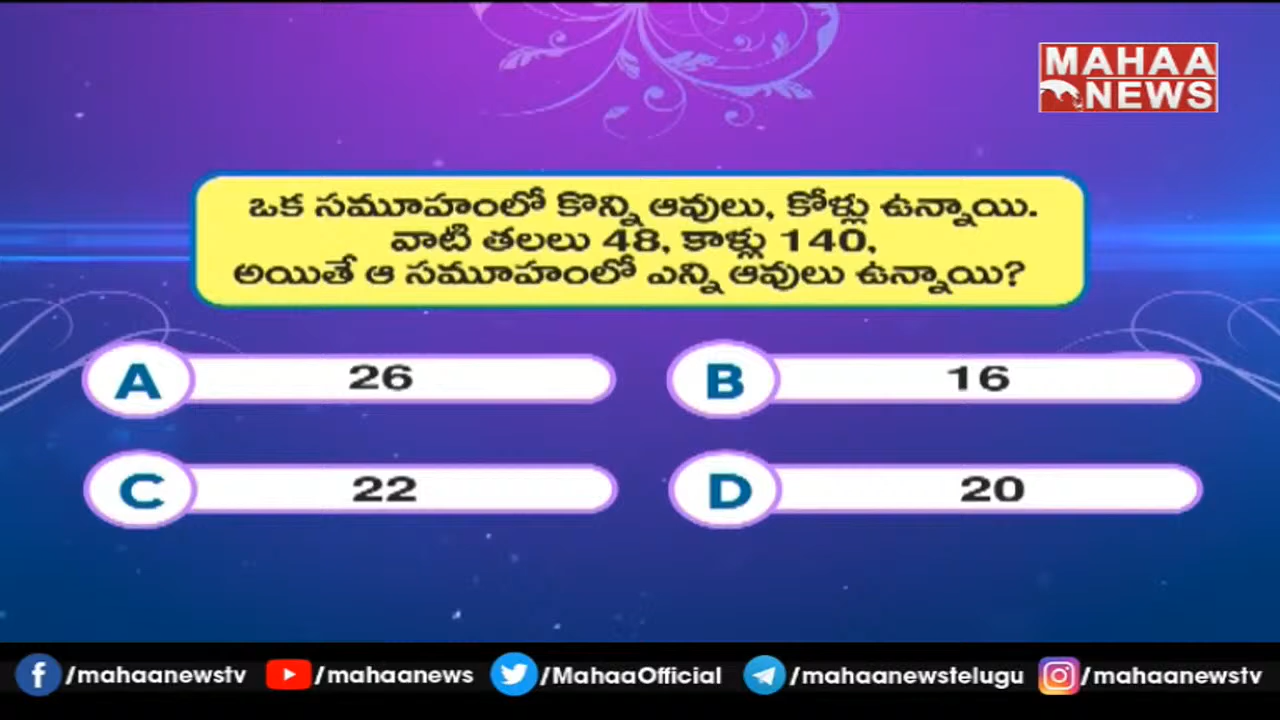 MAHAA
NEWS
ఒక సమూహంలో కొన్ని ఆవులు, కోళ్లు ఉన్నాయి.
వాటి తలలు 48, కాళ్లు 140,
అయితే ఆ సమూహంలో ఎన్ని ఆవులు ఉన్నాయి?
A 26
B 16
C 22
D 20
/mahaanewstv /mahaanews /MahaaOfficial /mahaanewstelugu /mahaanewstv